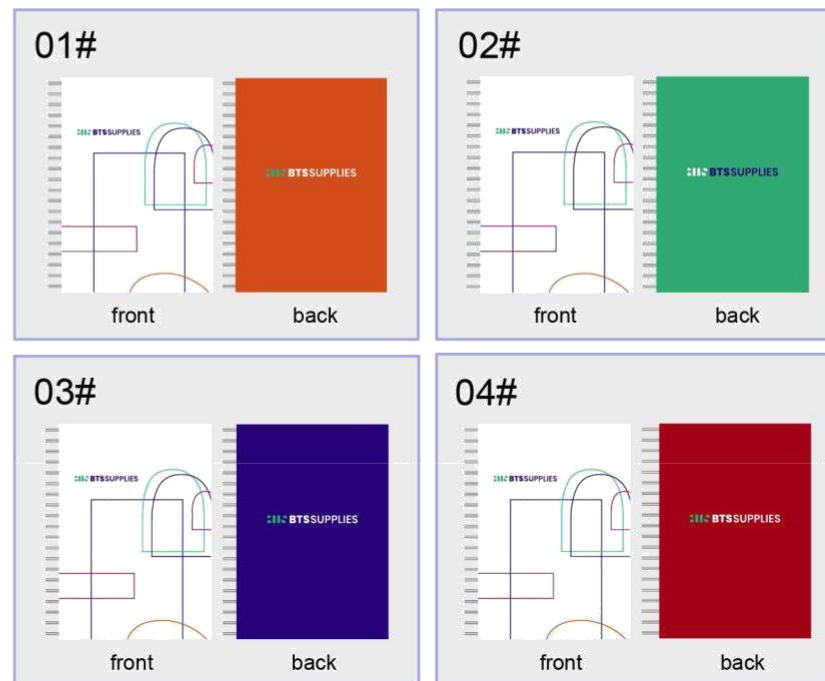 01#
BTSSUPPLIES
BTSSUPPLIES
front
back
02#
BTSSUPPLIES
BTSSUPPLIES
front
back
03#
BTSSUPPLIES
BTSSUPPLIES
front
back
04#
BTSSUPPLIES
BTSSUPPLIES
front
back